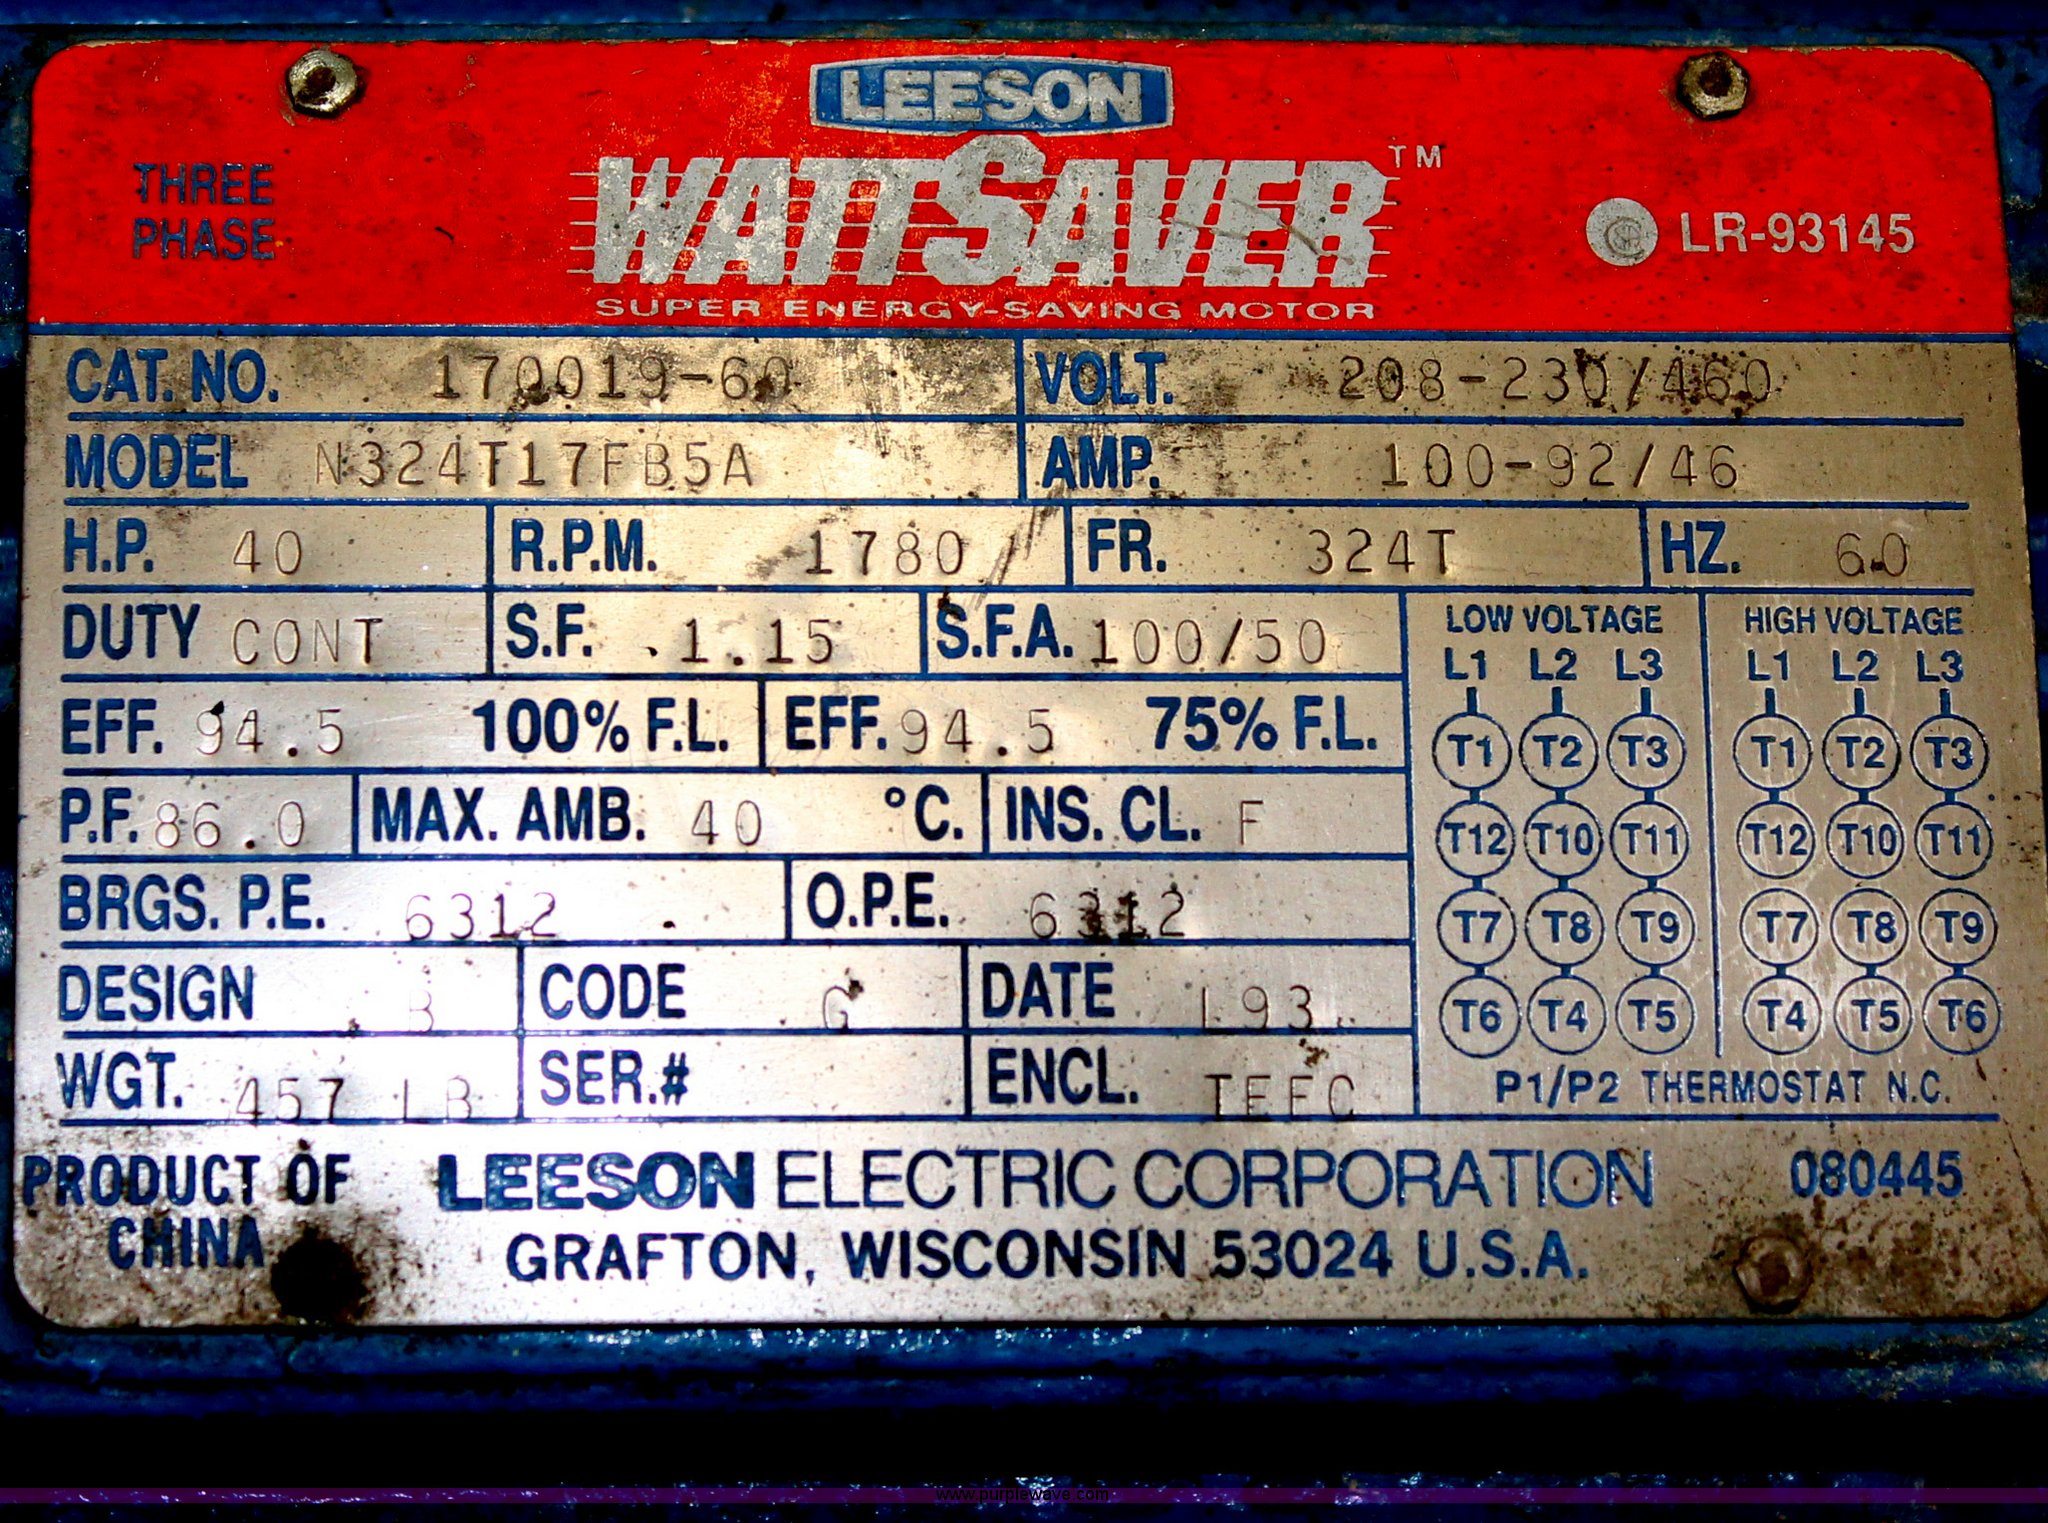 LEESON
THREE
PHASE
WATTSAVER™
LR-93145
SUPER ENERGY-SAVING MOTOR
CAT. NO. 170019-60 VOLT. 208-230/460
MODEL N324T17FB5A AMP. 100-92/46
H.P. 40 R.P.M. 1780 FR. 324T HZ. 60
DUTY CONT S.F. 1.15 S.F.A. 100/50
EFF. 94.5 100% F.L. EFF. 94.5 75% F.L.
P.F. 86.0 MAX. AMB. 40 °C. INS. CL. F
BRGS. P.E. 6312 O.P.E. 6312
DESIGN B CODE G DATE L93
WGT. 457 LB SER.# ENCL. TEFC
LOW VOLTAGE
L1 L2 L3
T1 T2 T3
T12 T10 T11
T7 T8 T9
T6 T4 T5
HIGH VOLTAGE
L1 L2 L3
T1 T2 T3
T12 T10 T11
T7 T8 T9
T4 T5 T6
P1/P2 THERMOSTAT N.C.
PRODUCT OF
CHINA
LEESON ELECTRIC CORPORATION
GRAFTON, WISCONSIN 53024 U.S.A.
080445
www.purplewave.com